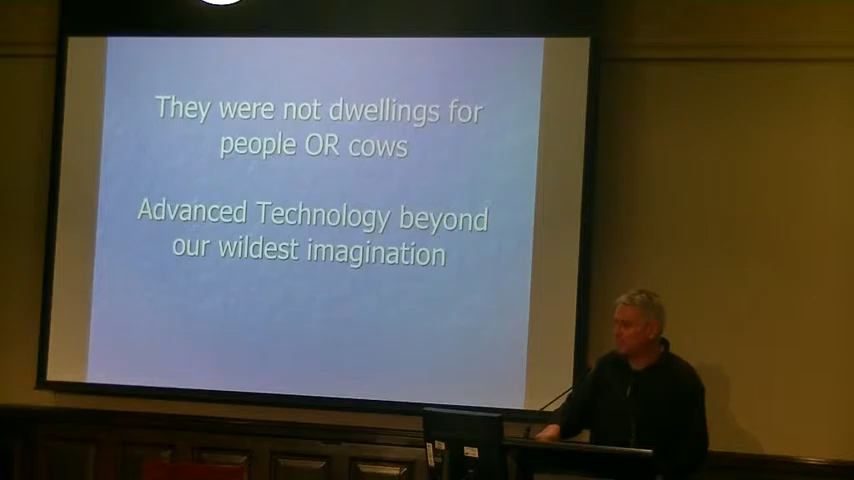 They were not dwellings for
people OR cows
Advanced Technology beyond
our wildest imagination